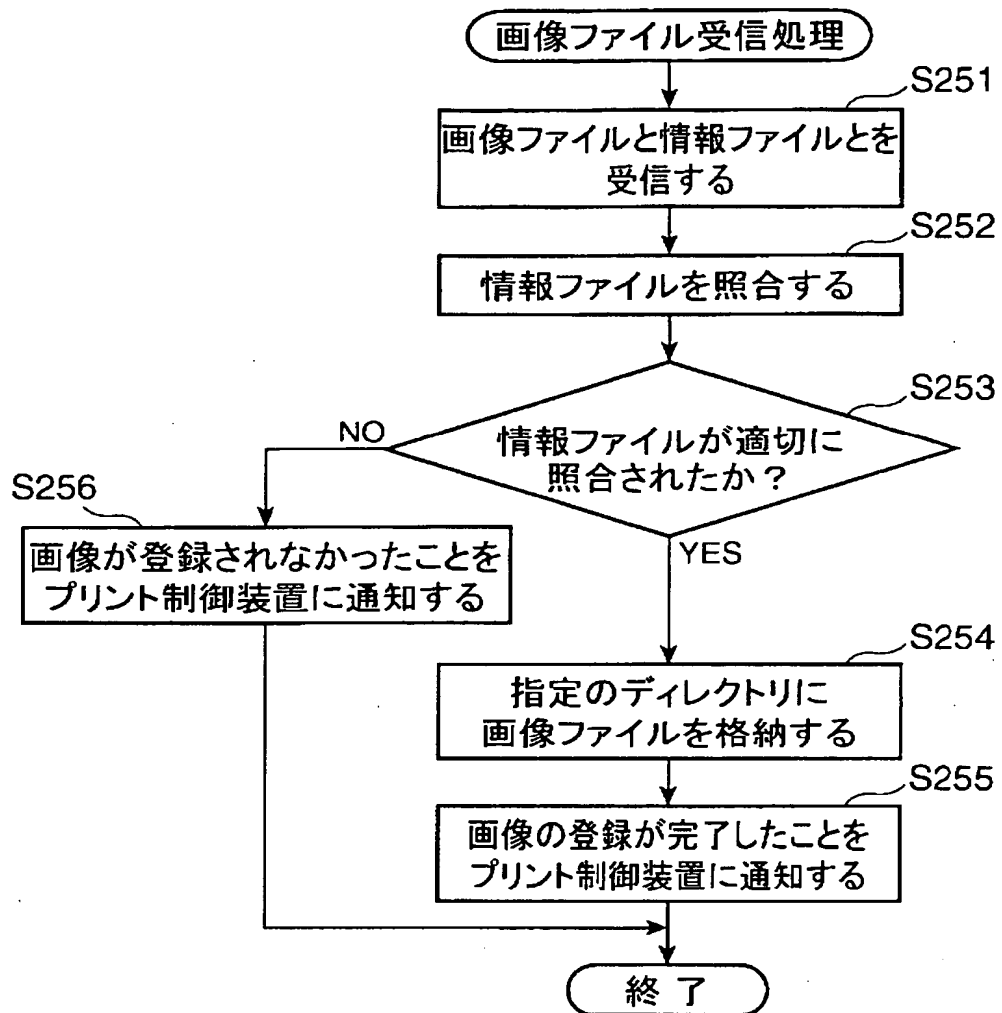 画像ファイル受信処理
S251
画像ファイルと情報ファイルとを
受信する
S252
情報ファイルを照合する
S253
情報ファイルが適切に
照合されたか？
NO
YES
S256
画像が登録されなかったことを
プリント制御装置に通知する
S254
指定のディレクトリに
画像ファイルを格納する
S255
画像の登録が完了したことを
プリント制御装置に通知する
終了